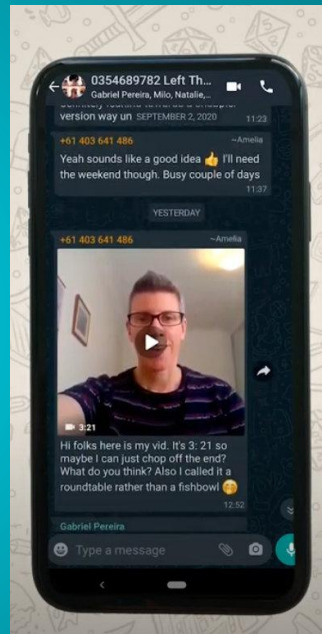 0354689782 Left Th...
Gabriel Pereira, Milo, Natalie,...
version way un SEPTEMBER 2, 2020 11:23
+61 403 641 486 ~Amelia
Yeah sounds like a good idea 👍 I'll need
the weekend though. Busy couple of days
11:37
YESTERDAY
+61 403 641 486 ~Amelia
3:21
Hi folks here is my vid. It's 3: 21 so
maybe I can just chop off the end?
What do you think? Also I called it a
roundtable rather than a fishbowl 🤭
12:52
Gabriel Pereira
Type a message